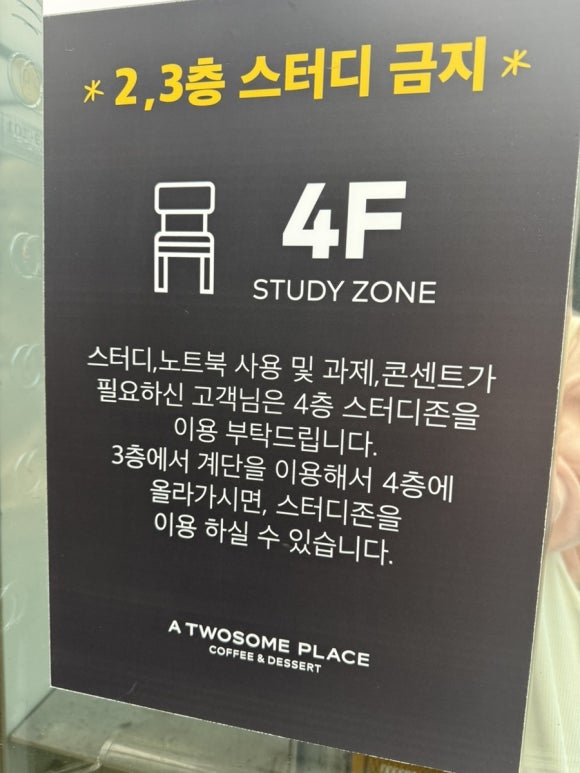 * 2,3층 스터디 금지 *
4F
STUDY ZONE
스터디,노트북 사용 및 과제,콘센트가
필요하신 고객님은 4층 스터디존을
이용 부탁드립니다.
3층에서 계단을 이용해서 4층에
올라가시면, 스터디존을
이용 하실 수 있습니다.
A TWOSOME PLACE
COFFEE & DESSERT